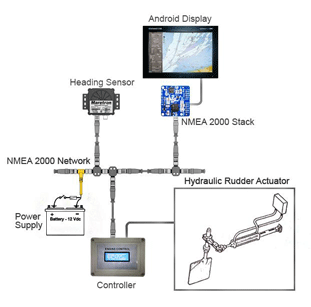 Android Display
Heading Sensor
Maretron
NMEA 2000 Stack
NMEA 2000 Network
Hydraulic Rudder Actuator
Power
Supply
Battery - 12 Vdc
Controller